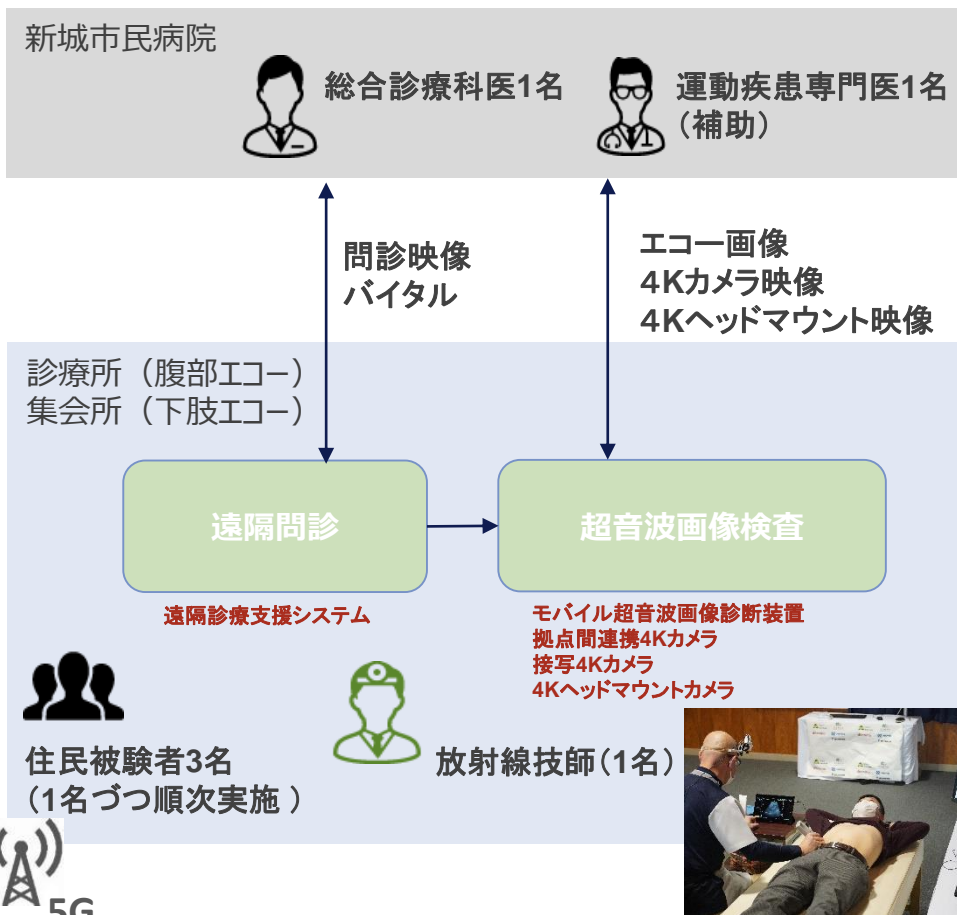 新城市民病院
総合診療科医1名
運動疾患専門医1名
（補助）
問診映像
バイタル
エコー画像
4Kカメラ映像
4Kヘッドマウント映像
診療所（腹部エコー）
集会所（下肢エコー）
遠隔問診
超音波画像検査
遠隔診療支援システム
モバイル超音波画像診断装置
拠点間連携4Kカメラ
接写4Kカメラ
4Kヘッドマウントカメラ
住民被験者3名
（1名づつ順次実施 ）
放射線技師（1名）
5G